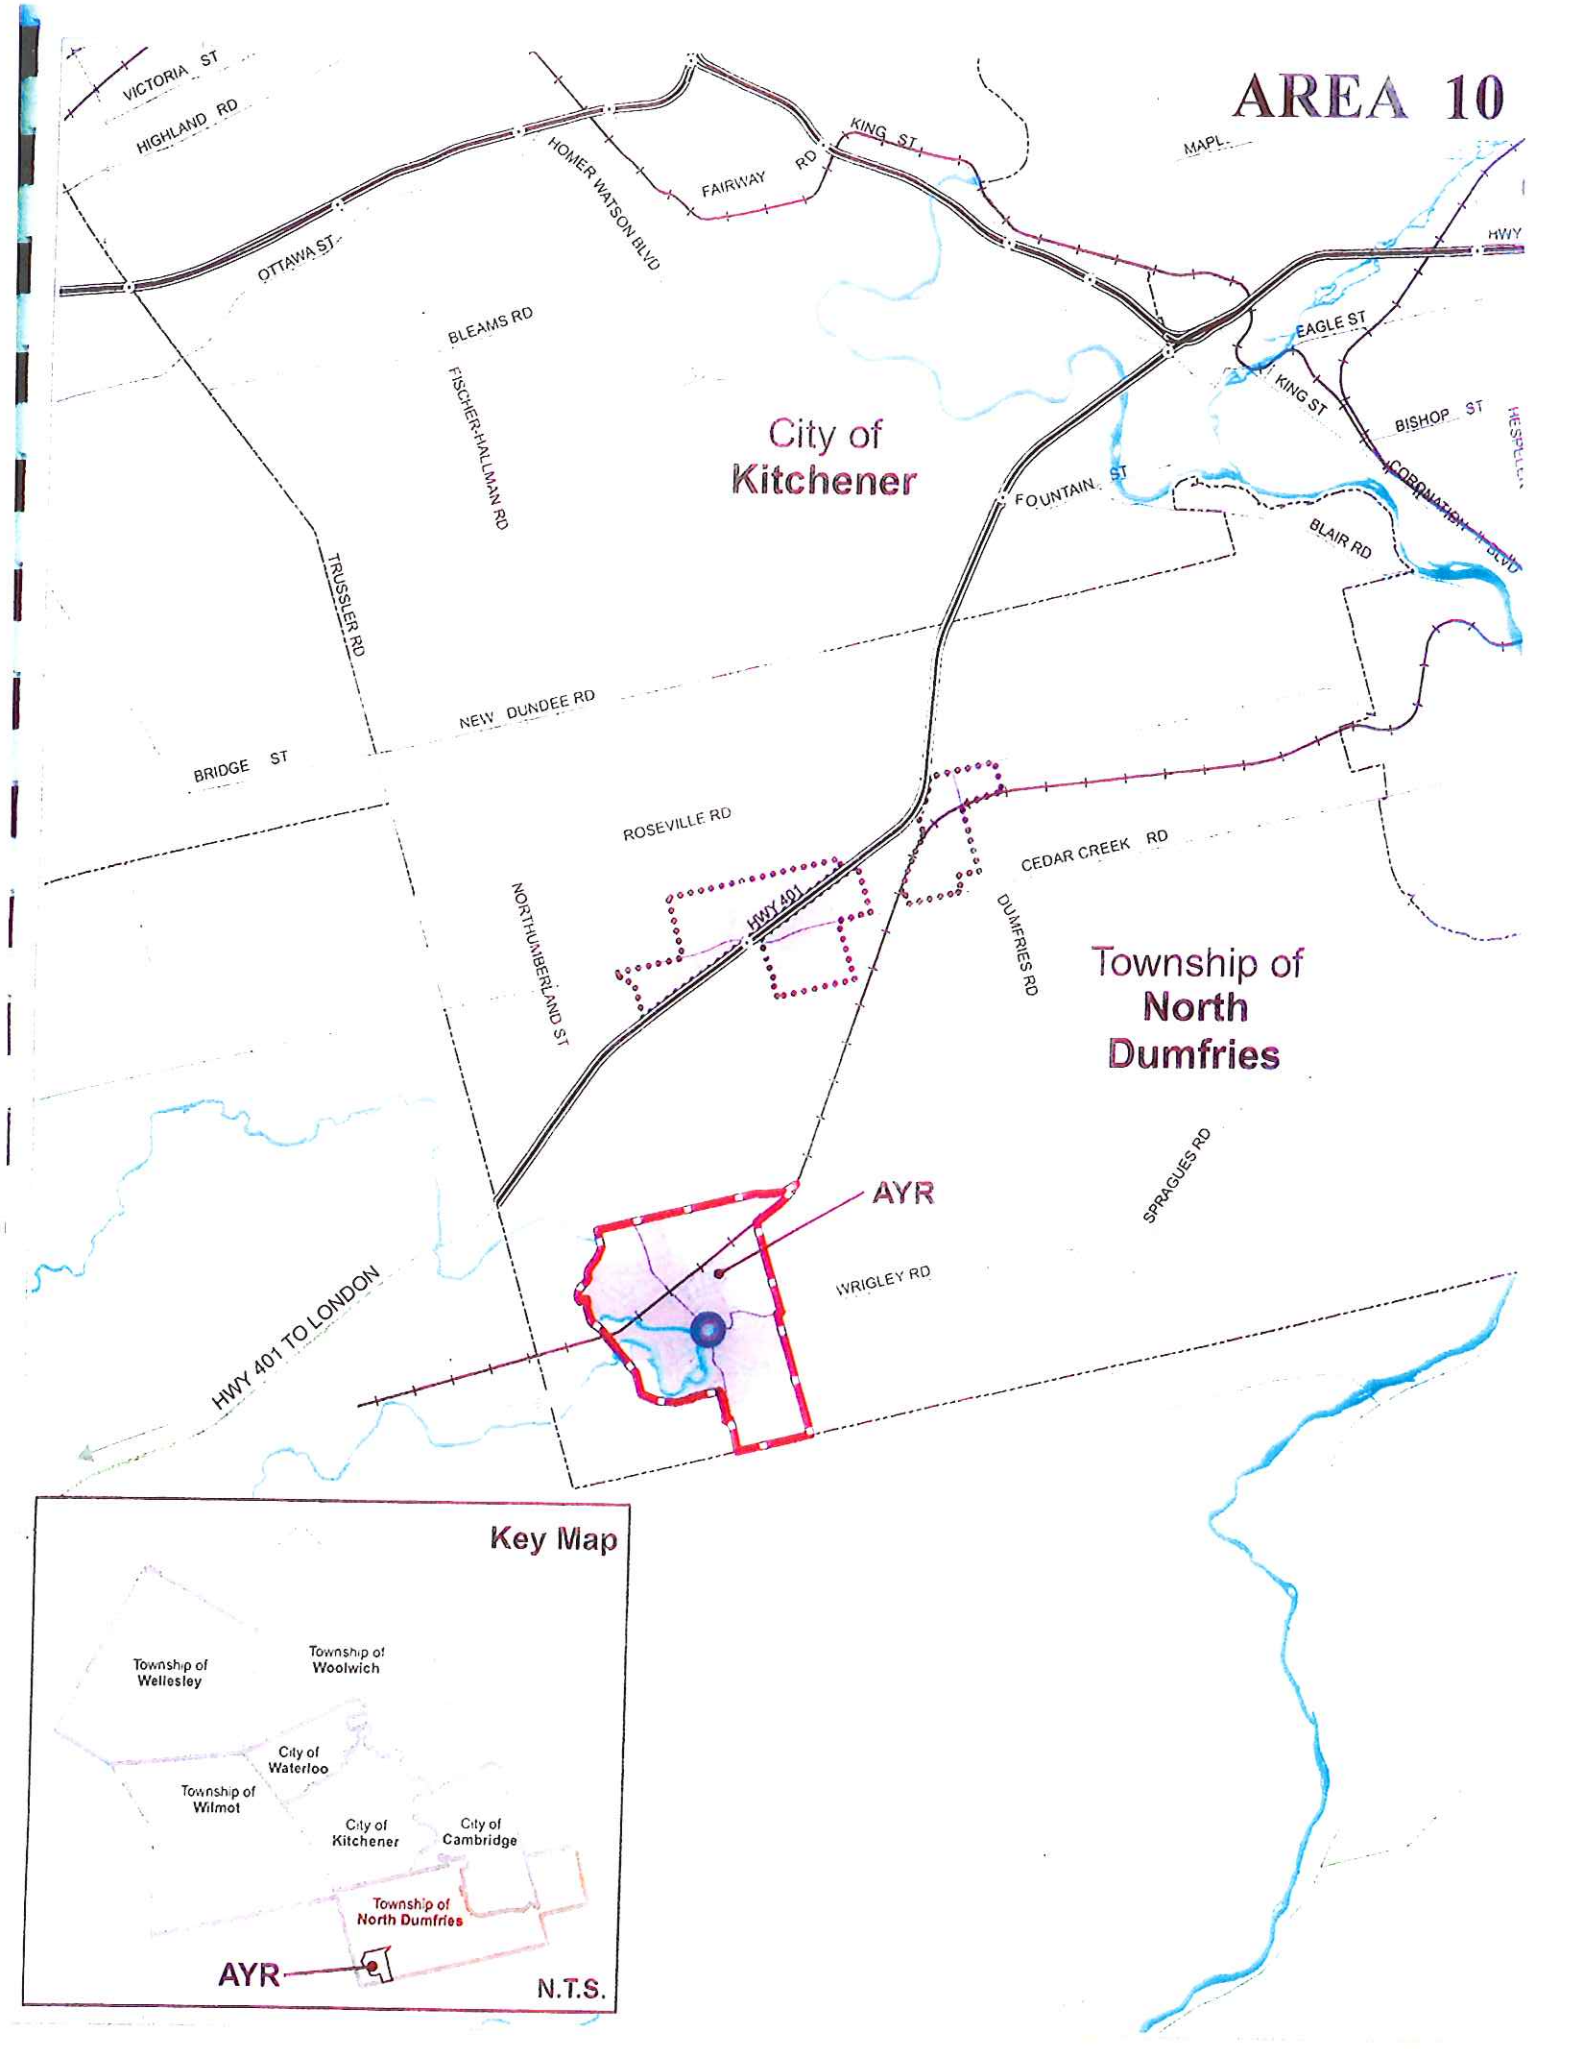 AREA 10
VICTORIA ST
HIGHLAND RD
KING ST
MAPL
HOMER WATSON BLVD
FAIRWAY RD
HWY
OTTAWA ST
BLEAMS RD
EAGLE ST
FISCHER-HALLMAN RD
KING ST
BISHOP ST
City of
Kitchener
FOUNTAIN ST
CORONATION BLVD
BLAIR RD
TRUSSLER RD
NEW DUNDEE RD
BRIDGE ST
ROSEVILLE RD
CEDAR CREEK RD
HWY 401
NORTHUMBERLAND ST
DUMFRIES RD
Township of
North
Dumfries
SPRAGUES RD
AYR
WRIGLEY RD
HWY 401 TO LONDON
Key Map
Township of
Wellesley
Township of
Woolwich
City of
Waterloo
Township of
Wilmot
City of
Kitchener
City of
Cambridge
Township of
North Dumfries
AYR
N.T.S.